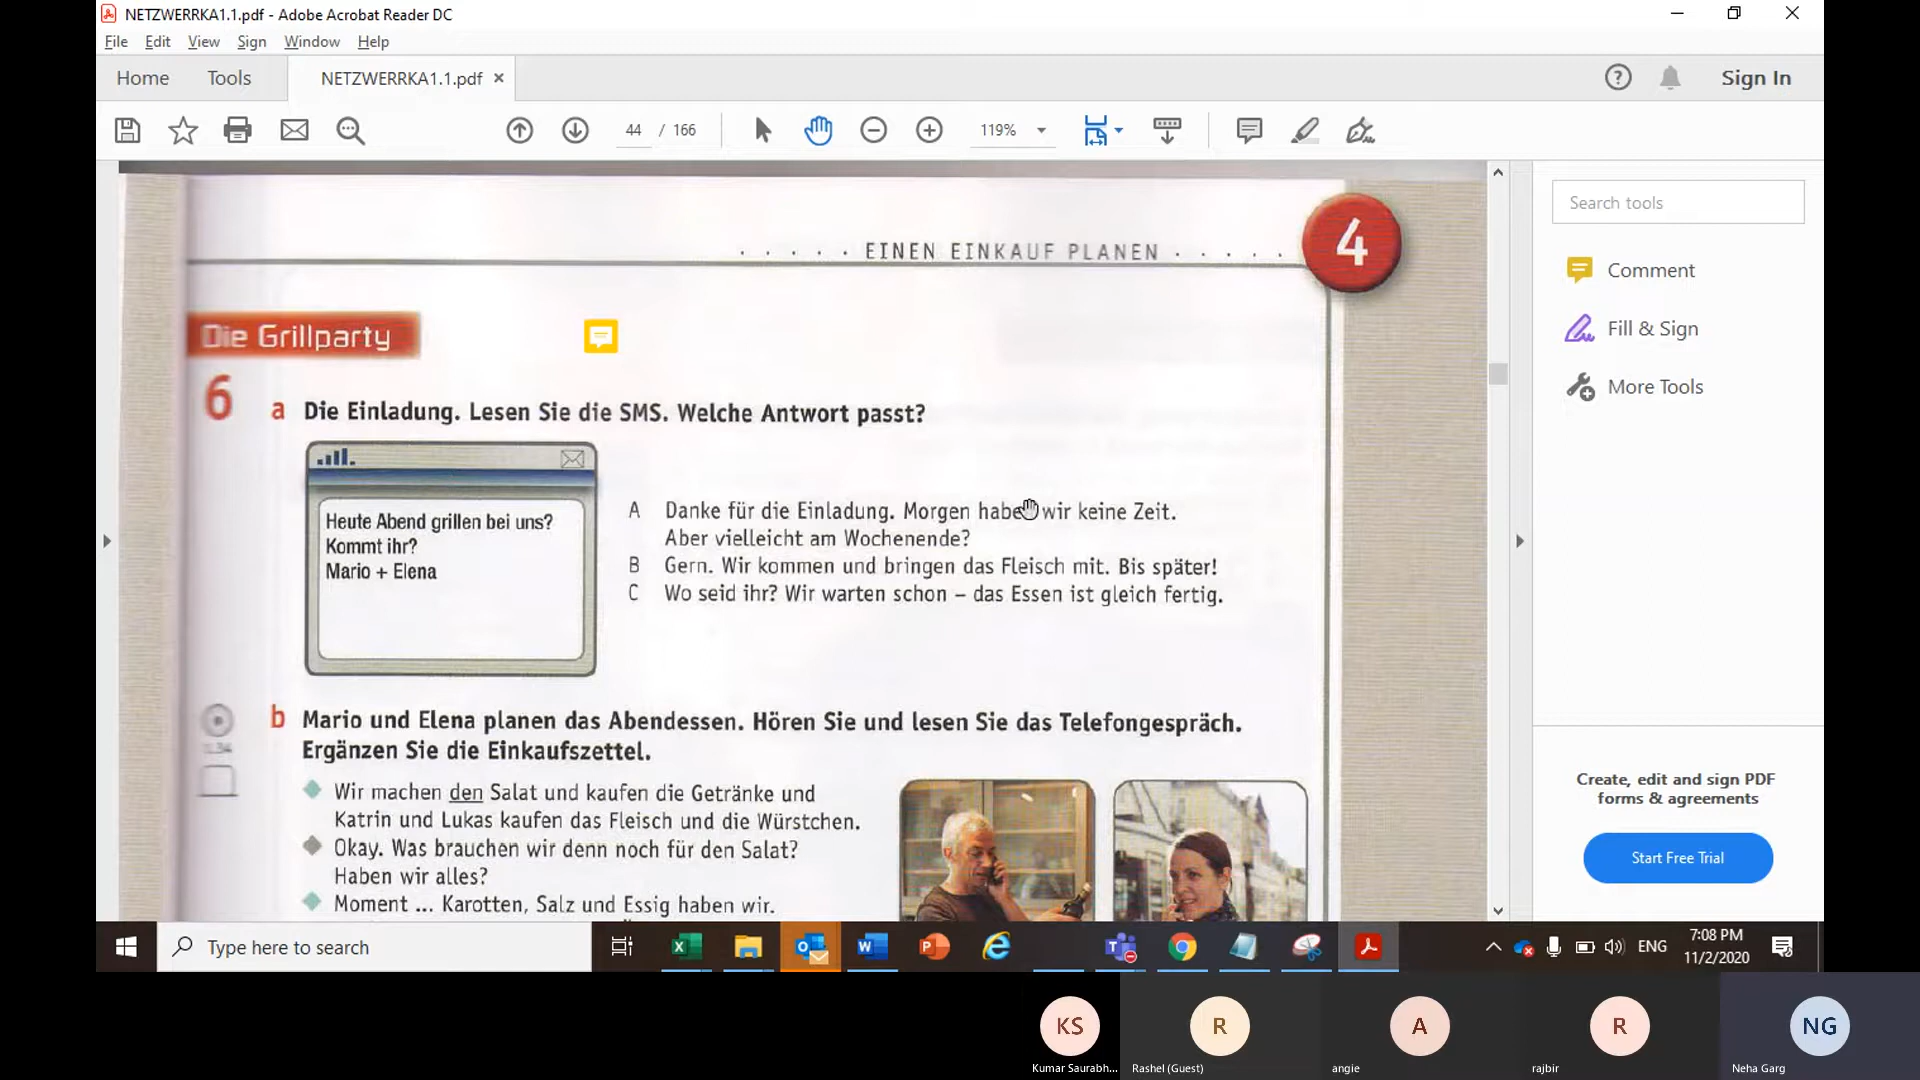 NETZWERRKA1.1.pdf - Adobe Acrobat Reader DC
File Edit View Sign Window Help
Home Tools NETZWERRKA1.1.pdf × Sign In
44 / 166 119%
Search tools
Comment
Fill & Sign
More Tools
Create, edit and sign PDF
forms & agreements
Start Free Trial
· · · · · EINEN EINKAUF PLANEN · · · · ·
4
Die Grillparty
6 a Die Einladung. Lesen Sie die SMS. Welche Antwort passt?
Heute Abend grillen bei uns?
Kommt ihr?
Mario + Elena
A Danke für die Einladung. Morgen haben wir keine Zeit.
Aber vielleicht am Wochenende?
B Gern. Wir kommen und bringen das Fleisch mit. Bis später!
C Wo seid ihr? Wir warten schon – das Essen ist gleich fertig.
1.34
b Mario und Elena planen das Abendessen. Hören Sie und lesen Sie das Telefongespräch.
Ergänzen Sie die Einkaufszettel.
Wir machen den Salat und kaufen die Getränke und
Katrin und Lukas kaufen das Fleisch und die Würstchen.
Okay. Was brauchen wir denn noch für den Salat?
Haben wir alles?
Moment ... Karotten, Salz und Essig haben wir.
Type here to search
ENG
7:08 PM
11/2/2020
KS R A R NG
Kumar Saurabh... Rashel (Guest) angie rajbir Neha Garg